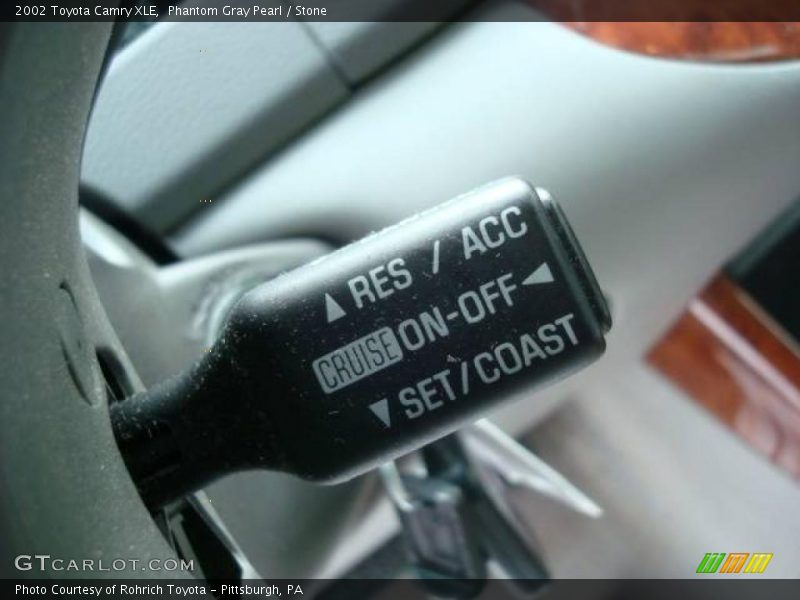 2002 Toyota Camry XLE,  Phantom Gray Pearl / Stone
▲RES / ACC
CRUISE ON-OFF ◀
▼SET/COAST
GTCARLOT.COM
Photo Courtesy of Rohrich Toyota - Pittsburgh, PA